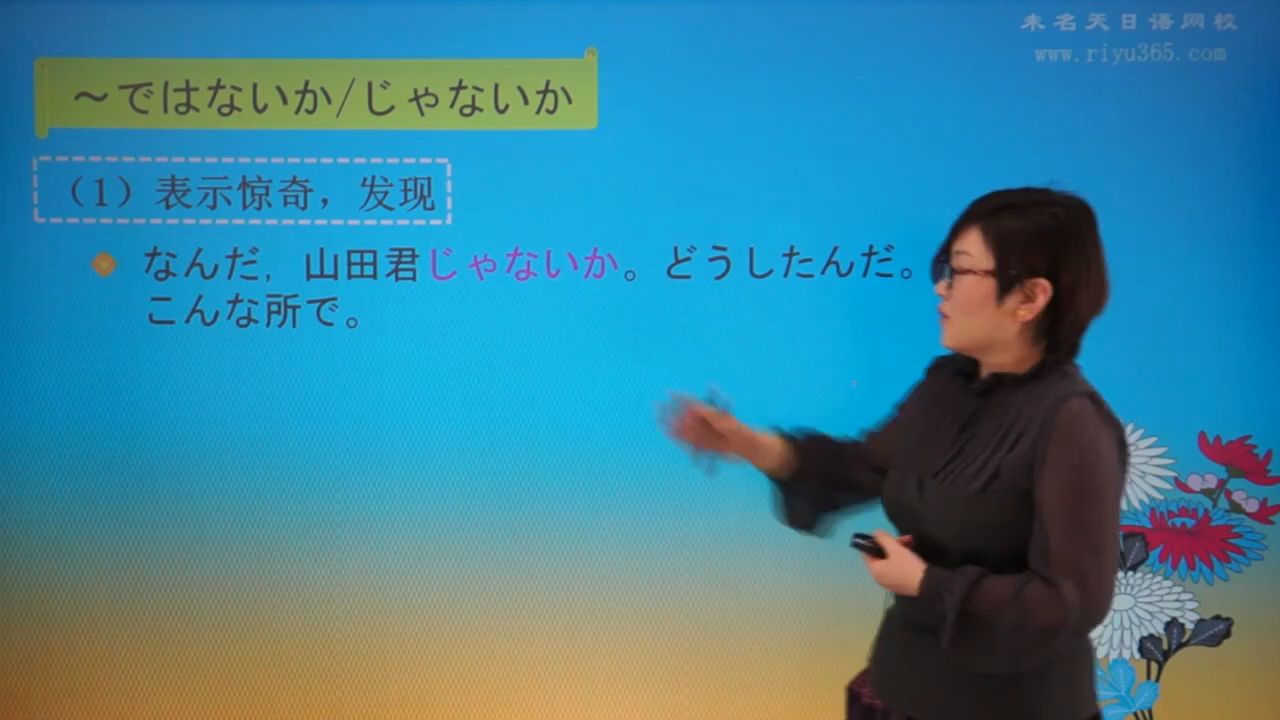 未名天日语网校
www.riyu365.com
～ではないか/じゃないか
（1）表示惊奇，发现
なんだ，山田君じゃないか。どうしたんだ。
こんな所で。